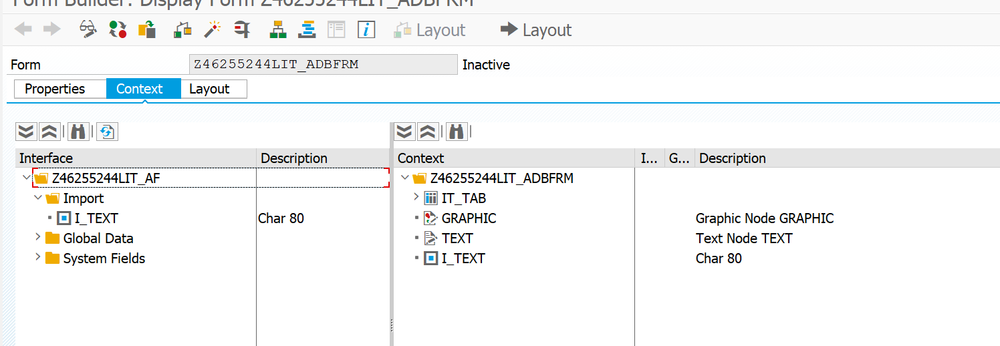 Form Builder: Display Form Z46255244LIT_ADBFRM
Layout Layout
Form Z46255244LIT_ADBFRM Inactive
Properties Context Layout
Interface Description Context I... G... Description
Z46255244LIT_AF Z46255244LIT_ADBFRM
Import IT_TAB
I_TEXT Char 80 GRAPHIC Graphic Node GRAPHIC
Global Data TEXT Text Node TEXT
System Fields I_TEXT Char 80